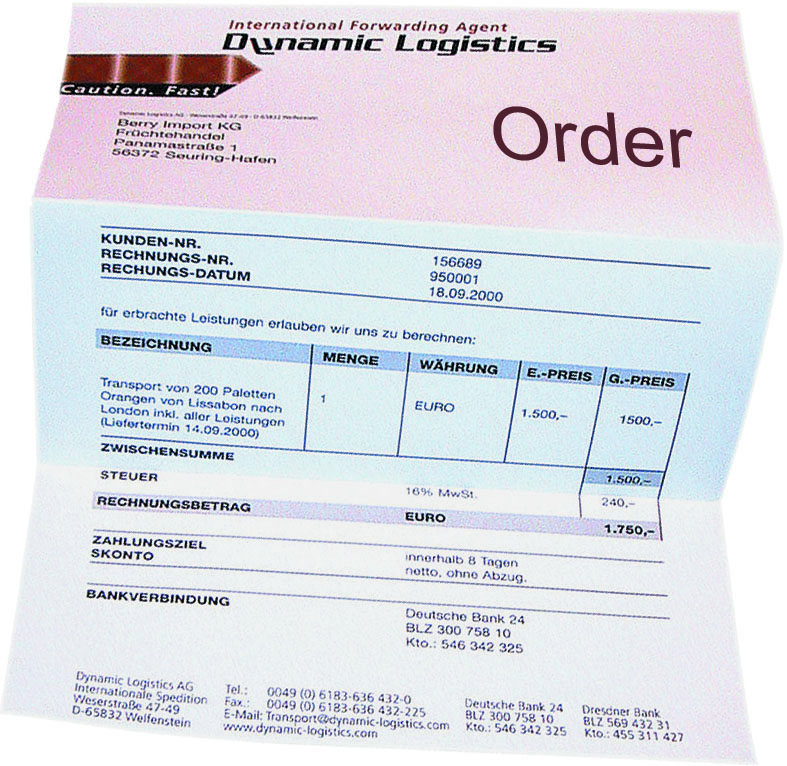 International Forwarding Agent
Dynamic Logistics
Caution. Fast!
Dynamic Logistics AG - Weserstraße 47-49 - D-65832 Welfenstein
Berry Import KG
Früchtehandel
Panamastraße 1
56372 Seuring-Hafen
Order
KUNDEN-NR. 156689
RECHNUNGS-NR. 950001
RECHUNGS-DATUM 18.09.2000
für erbrachte Leistungen erlauben wir uns zu berechnen:
BEZEICHNUNG MENGE WÄHRUNG E.-PREIS G.-PREIS
Transport von 200 Paletten 1 EURO 1.500,– 1500,–
Orangen von Lissabon nach
London inkl. aller Leistungen
(Liefertermin 14.09.2000)
ZWISCHENSUMME 1.500,–
STEUER 16% MwSt. 240,–
RECHNUNGSBETRAG EURO 1.750,–
ZAHLUNGSZIEL innerhalb 8 Tagen
SKONTO netto, ohne Abzug.
BANKVERBINDUNG Deutsche Bank 24
BLZ 300 758 10
Kto.: 546 342 325
Dynamic Logistics AG
Internationale Spedition
Weserstraße 47-49
D-65832 Welfenstein
Tel.: 0049 (0) 6183-636 432-0
Fax.: 0049 (0) 6183-636 432-225
E-Mail: Transport@dynamic-logistics.com
www.dynamic-logistics.com
Deutsche Bank 24
BLZ 300 758 10
Kto.: 546 342 325
Dresdner Bank
BLZ 569 432 31
Kto.: 455 311 427